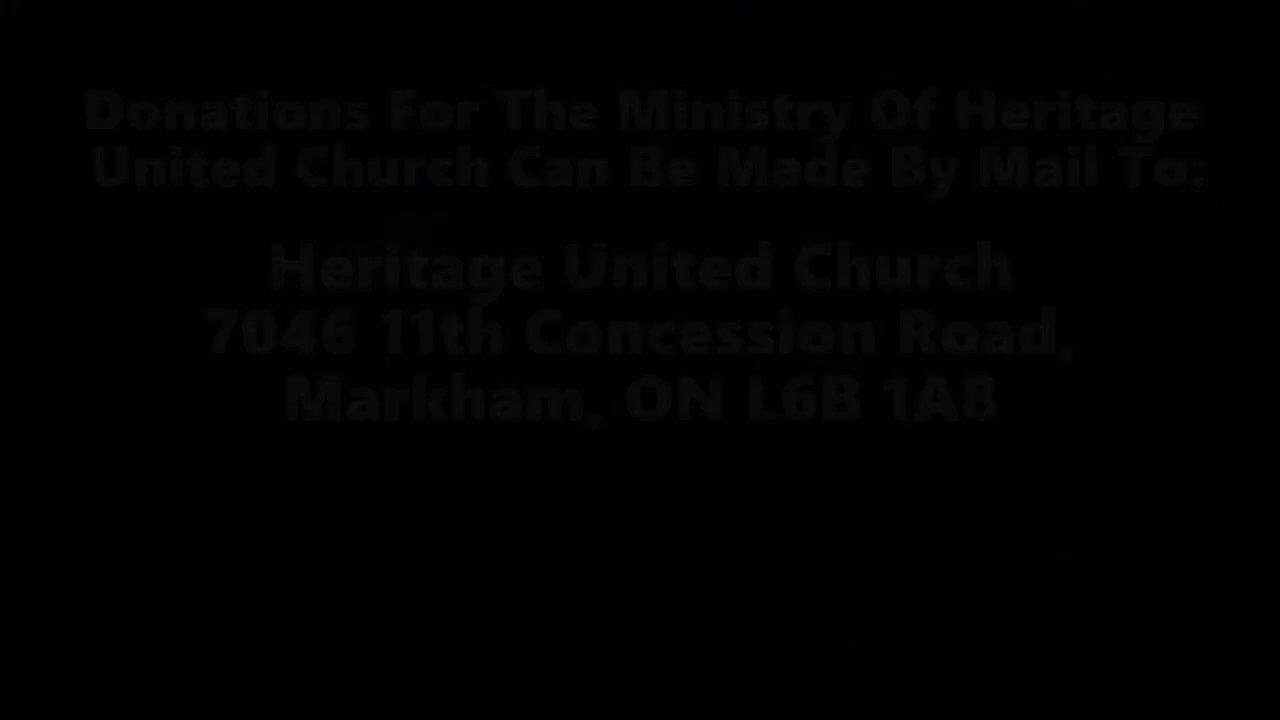 Donations For The Ministry Of Heritage
United Church Can Be Made By Mail To:
Heritage United Church
7046 11th Concession Road,
Markham, ON L6B 1A8